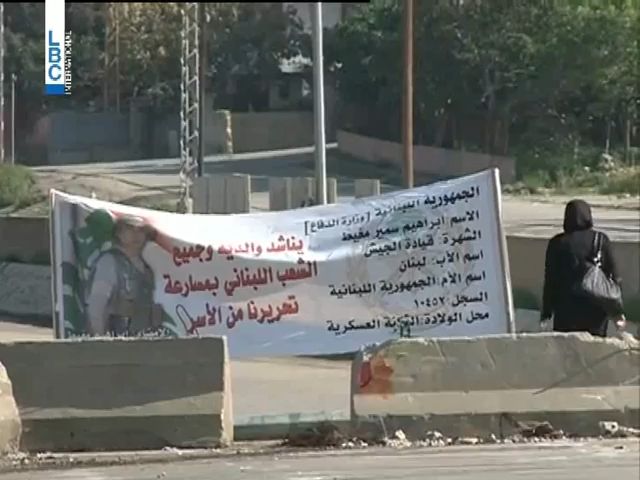 LBC
INTERNATIONAL
الجمهورية اللبنانية [وزارة الدفاع]
الاسم ابراهيم سمير مغيط
الشهرة: قيادة الجيش
اسم الأب: لبنان
اسم الأم: الجمهورية اللبنانية
السجل: ١٠٤٥٢
محل الولادة: الثكنة العسكرية
يناشد والديه وجميع
الشعب اللبناني بمسارعة
تحريرنا من الأسر